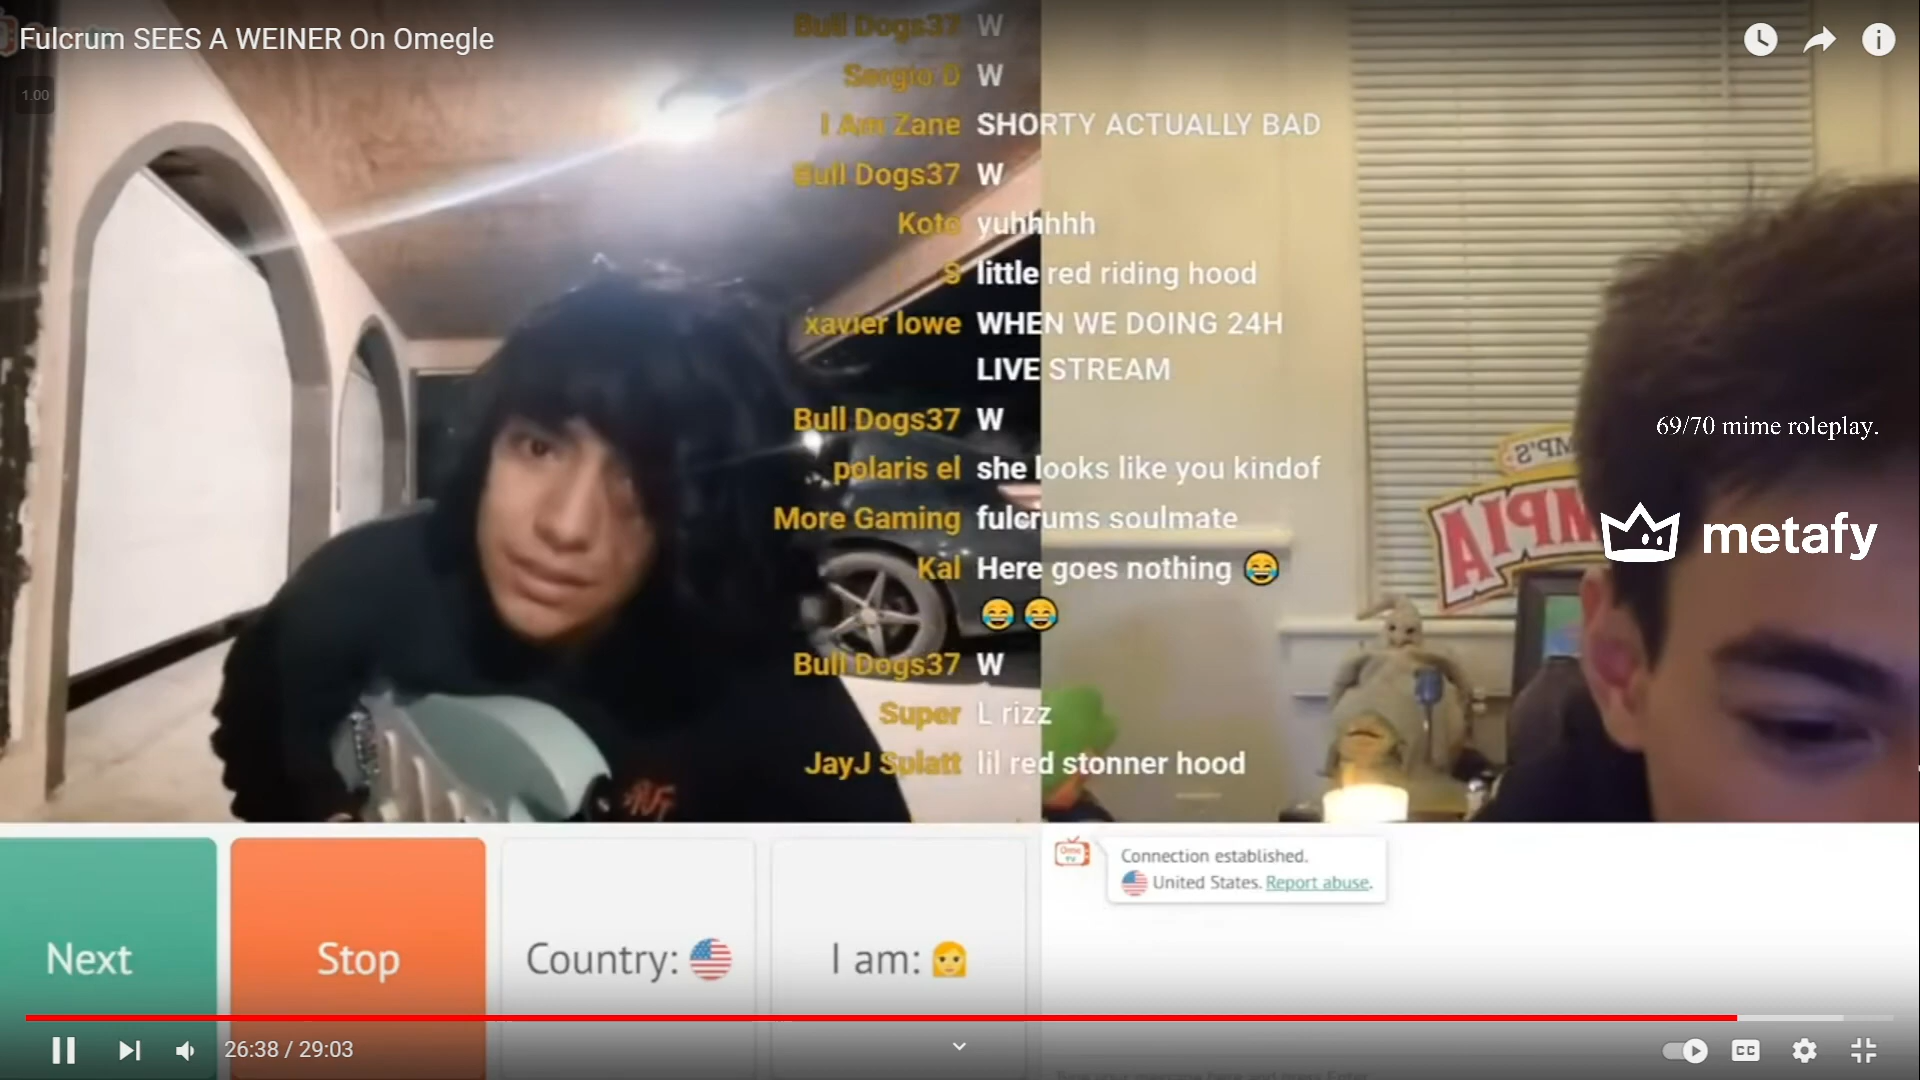 Fulcrum SEES A WEINER On Omegle
1.00
Bull Dogs37 W
Sergio D W
I Am Zane SHORTY ACTUALLY BAD
Bull Dogs37 W
Koto yuhhhhh
S little red riding hood
xavier lowe WHEN WE DOING 24H
LIVE STREAM
Bull Dogs37 W
polaris el she looks like you kindof
More Gaming fulcrums soulmate
Kal Here goes nothing 😂
😂 😂
Bull Dogs37 W
Super L rizz
JayJ Splatt lil red stonner hood
69/70 mime roleplay.
metafy
Next
Stop
Country:
I am:
Ome TV
Connection established.
United States. Report abuse.
26:38 / 29:03
CC